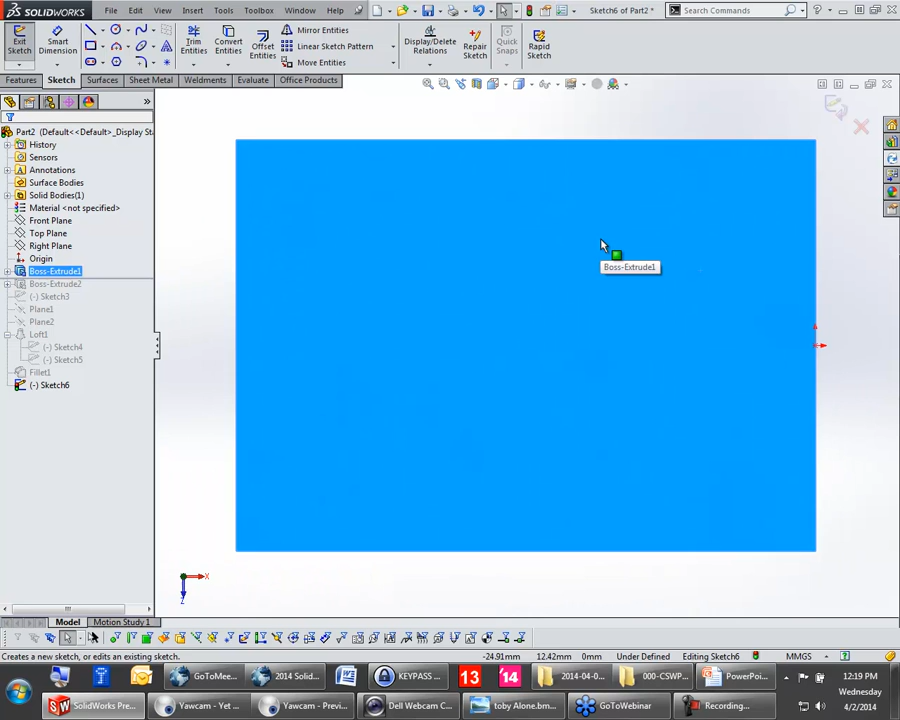 SOLIDWORKS File Edit View Insert Tools Toolbox Window Help Sketch6 of Part2 * Search Commands
Exit Sketch Smart Dimension Trim Entities Convert Entities Offset Entities Mirror Entities Linear Sketch Pattern Move Entities Display/Delete Relations Repair Sketch Quick Snaps Rapid Sketch
Features Sketch Surfaces Sheet Metal Weldments Evaluate Office Products
Part2 (Default<<Default>_Display Sta
History
Sensors
Annotations
Surface Bodies
Solid Bodies(1)
Material <not specified>
Front Plane
Top Plane
Right Plane
Origin
Boss-Extrude1
Boss-Extrude2
(-) Sketch3
Plane1
Plane2
Loft1
(-) Sketch4
(-) Sketch5
Fillet1
(-) Sketch6
Boss-Extrude1
X
Z
Model Motion Study 1
Creates a new sketch, or edits an existing sketch. -24.91mm 12.42mm 0mm Under Defined Editing Sketch6 MMGS
GoToMee... 2014 Solid... KEYPASS ... 13 14 2014-04-0... 000-CSWP... PowerPoi... 12:19 PM
Wednesday
SolidWorks Pre... Yawcam - Yet ... Yawcam - Previ... Dell Webcam C... toby Alone.bm... GoToWebinar Recording... 4/2/2014